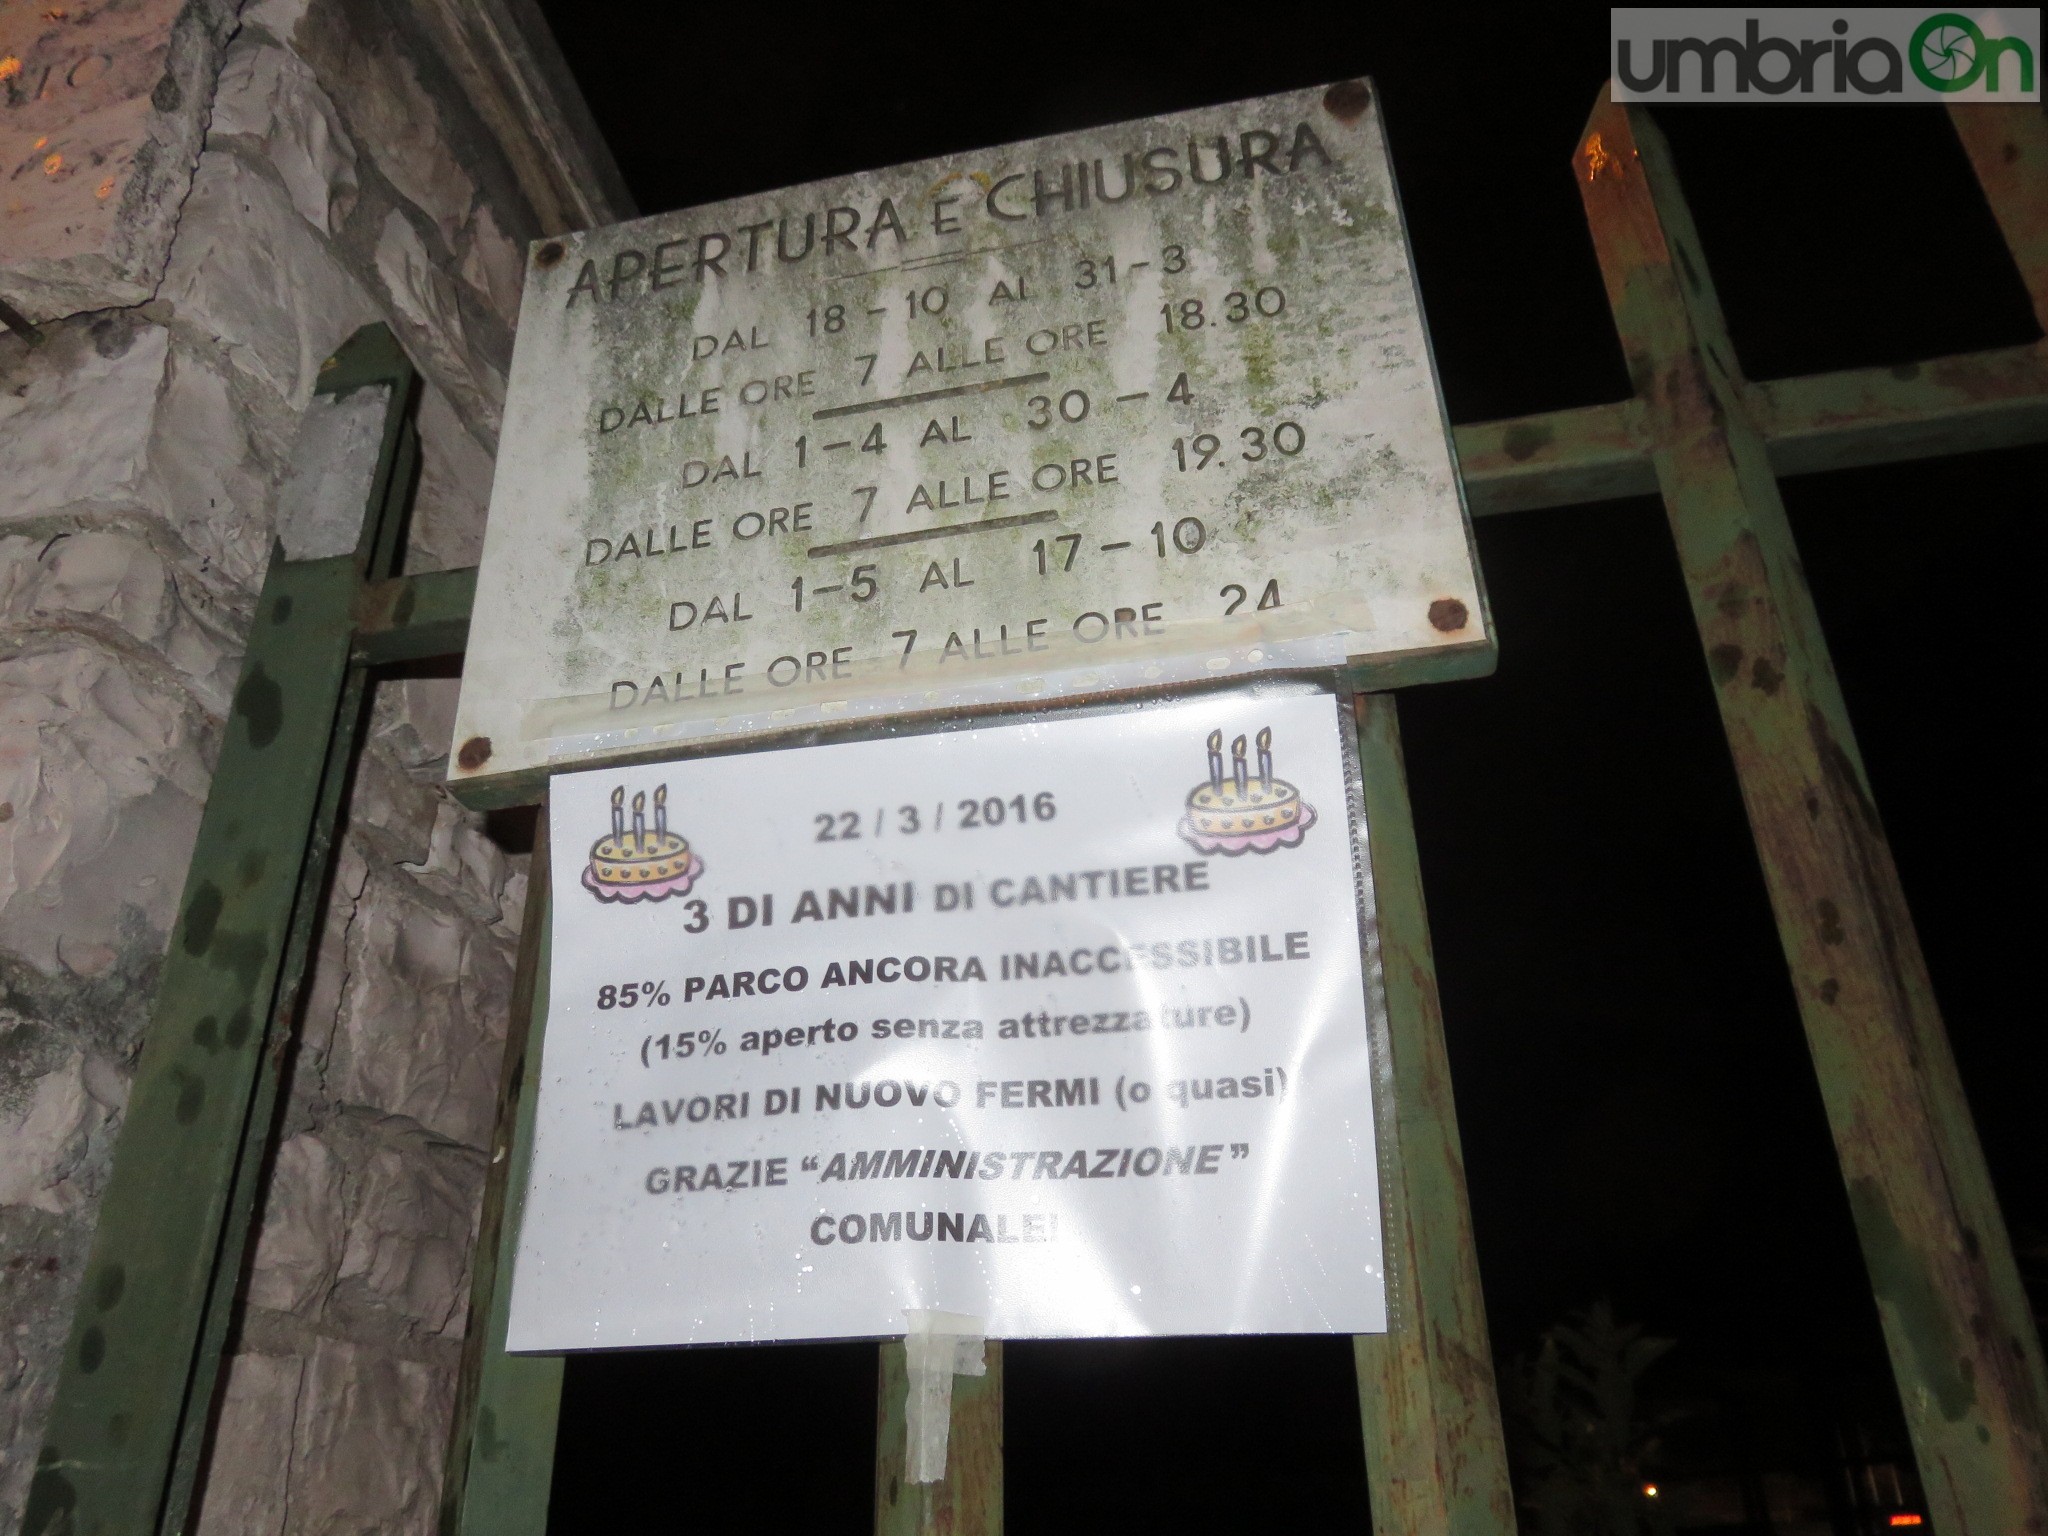 umbriaOn
APERTURA E CHIUSURA
DAL 18-10 AL 31-3
DALLE ORE 7 ALLE ORE 18.30
DAL 1-4 AL 30-4
DALLE ORE 7 ALLE ORE 19.30
DAL 1-5 AL 17-10
DALLE ORE 7 ALLE ORE 24
22 / 3 / 2016
3 DI ANNI DI CANTIERE
85% PARCO ANCORA INACCESSIBILE
(15% aperto senza attrezzature)
LAVORI DI NUOVO FERMI (o quasi)
GRAZIE “AMMINISTRAZIONE”
COMUNALE!